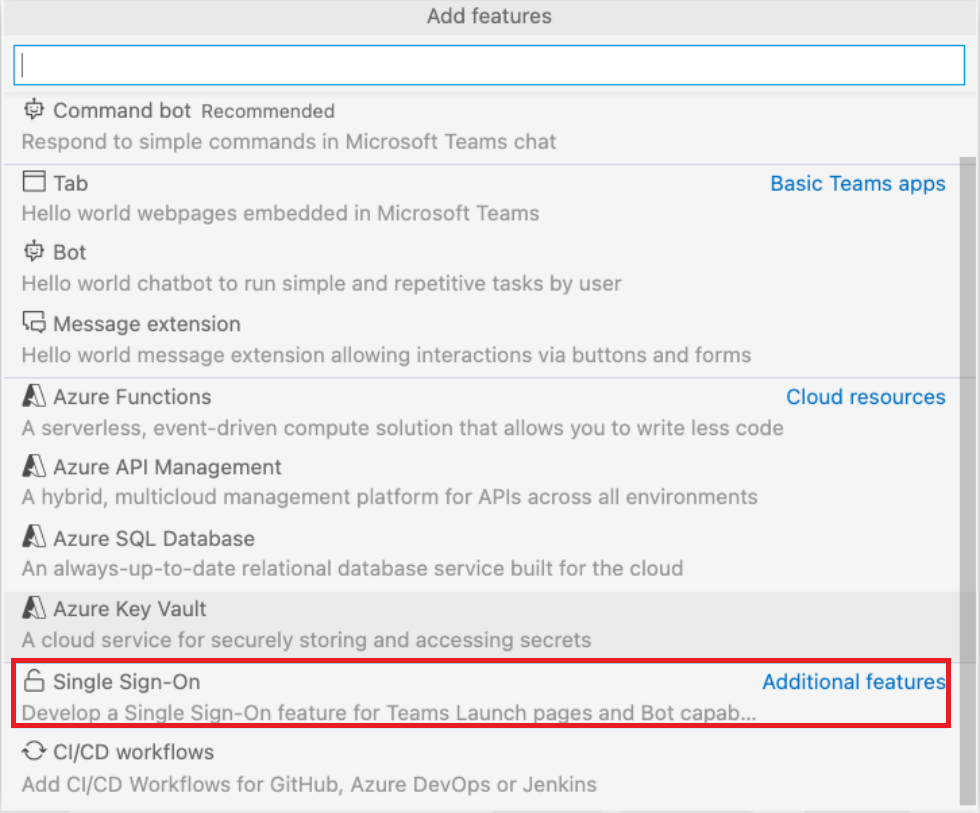 Add features
Command bot Recommended
Respond to simple commands in Microsoft Teams chat
Tab Basic Teams apps
Hello world webpages embedded in Microsoft Teams
Bot
Hello world chatbot to run simple and repetitive tasks by user
Message extension
Hello world message extension allowing interactions via buttons and forms
Azure Functions Cloud resources
A serverless, event-driven compute solution that allows you to write less code
Azure API Management
A hybrid, multicloud management platform for APIs across all environments
Azure SQL Database
An always-up-to-date relational database service built for the cloud
Azure Key Vault
A cloud service for securely storing and accessing secrets
Single Sign-On Additional features
Develop a Single Sign-On feature for Teams Launch pages and Bot capab...
CI/CD workflows
Add CI/CD Workflows for GitHub, Azure DevOps or Jenkins